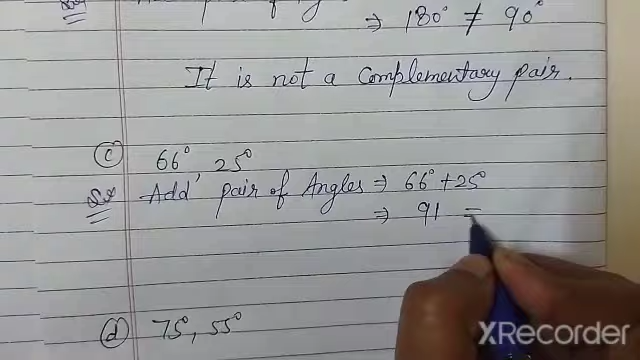 ⇒ 180° ≠ 90°
It is not a complementary pair.
(c) 66°, 25°
Sol Add pair of Angles ⇒ 66° + 25°
⇒ 91 =
(d) 75°, 55°
XRecorder